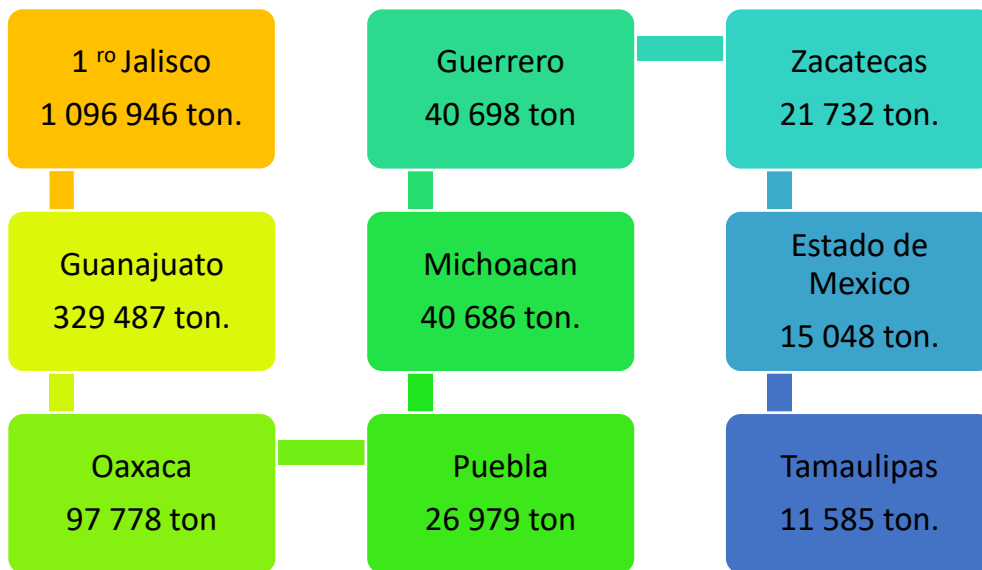 1 ro Jalisco
1 096 946 ton.
Guanajuato
329 487 ton.
Oaxaca
97 778 ton
Puebla
26 979 ton
Michoacan
40 686 ton.
Guerrero
40 698 ton
Zacatecas
21 732 ton.
Estado de
Mexico
15 048 ton.
Tamaulipas
11 585 ton.